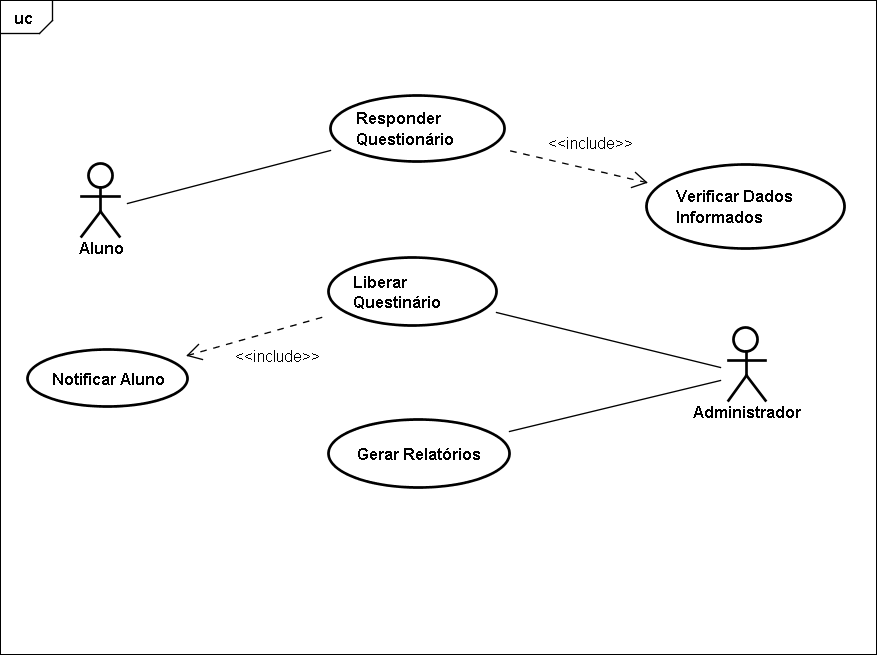 uc
Responder
Questionário
<<include>>
Verificar Dados
Informados
Aluno
Liberar
Questinário
<<include>>
Notificar Aluno
Administrador
Gerar Relatórios